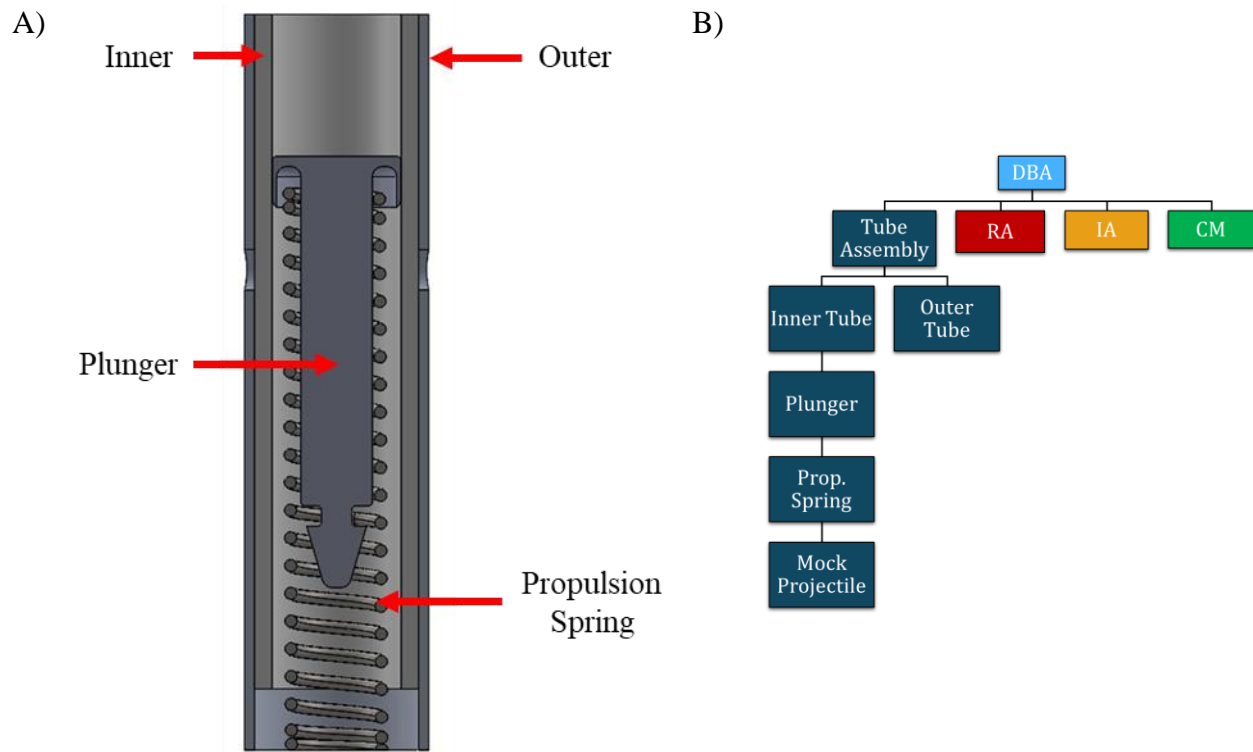 A)
Inner
Outer
Plunger
Propulsion
Spring
B)
DBA
Tube
Assembly
RA
IA
CM
Inner Tube
Outer
Tube
Plunger
Prop.
Spring
Mock
Projectile